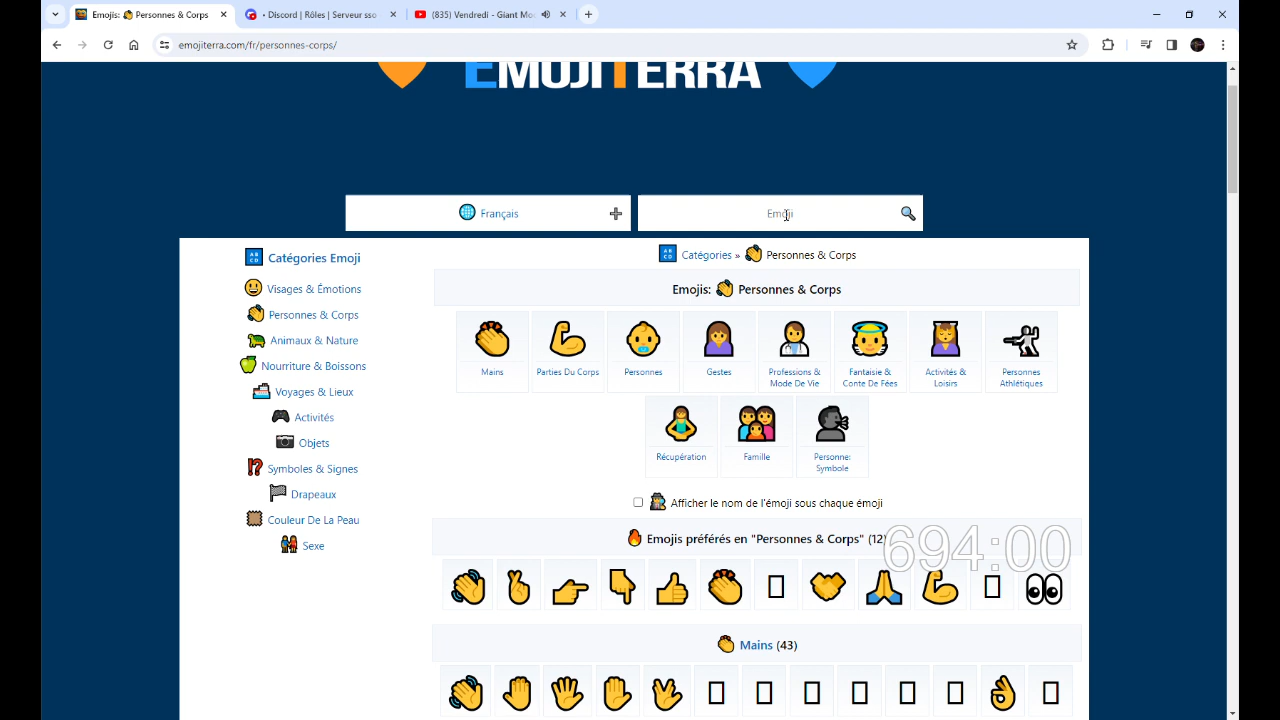 Emojis: 👏 Personnes & Corps
• Discord | Rôles | Serveur sso
(835) Vendredi - Giant Mo
emojiterra.com/fr/personnes-corps/
EMOJITERRA
Français
Emoji
Catégories Emoji
Visages & Émotions
Personnes & Corps
Animaux & Nature
Nourriture & Boissons
Voyages & Lieux
Activités
Objets
Symboles & Signes
Drapeaux
Couleur De La Peau
Sexe
Catégories » Personnes & Corps
Emojis: Personnes & Corps
Mains
Parties Du Corps
Personnes
Gestes
Professions & Mode De Vie
Fantaisie & Conte De Fées
Activités & Loisirs
Personnes Athlétiques
Récupération
Famille
Personne: Symbole
Afficher le nom de l'émoji sous chaque émoji
Emojis préférés en "Personnes & Corps" (12)
694:00
Mains (43)